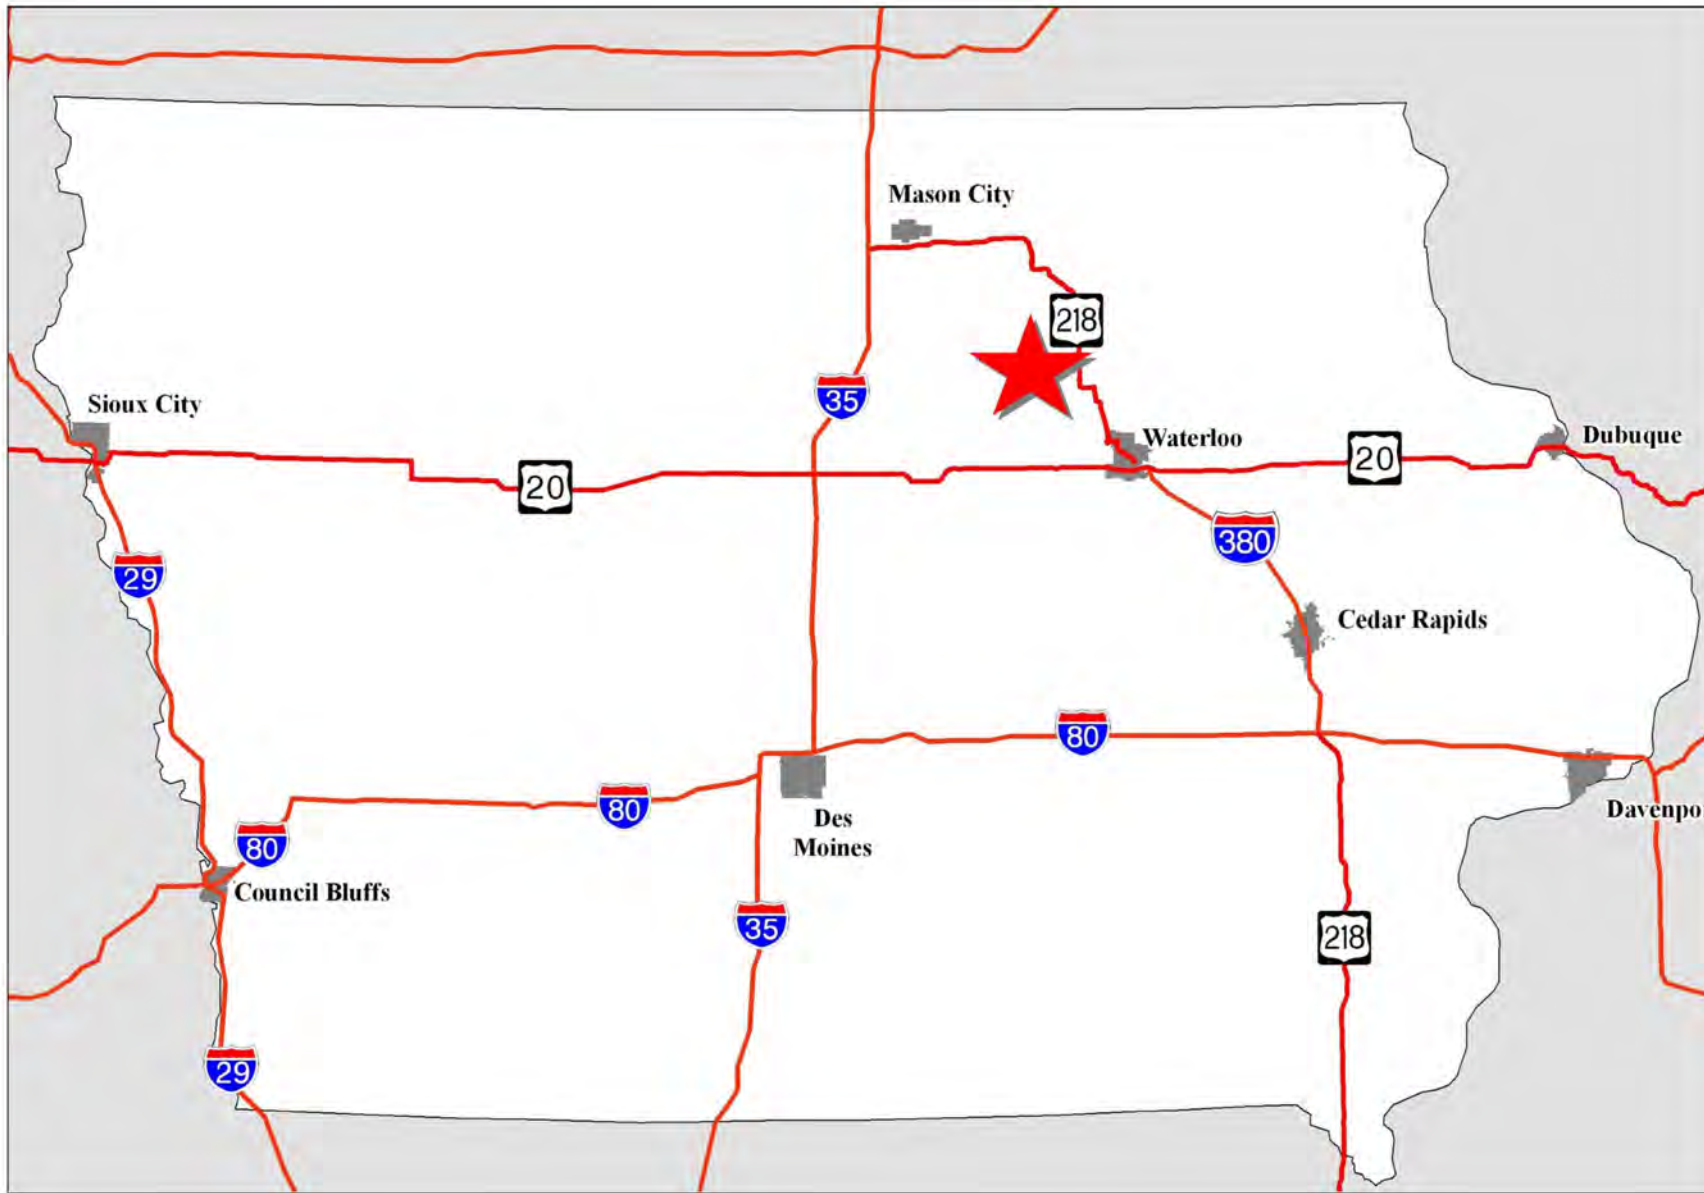 Mason City
218
35
Sioux City
Waterloo
Dubuque
20
20
380
29
Cedar Rapids
80
80
Des
Moines
Davenpo
80
Council Bluffs
35
218
29